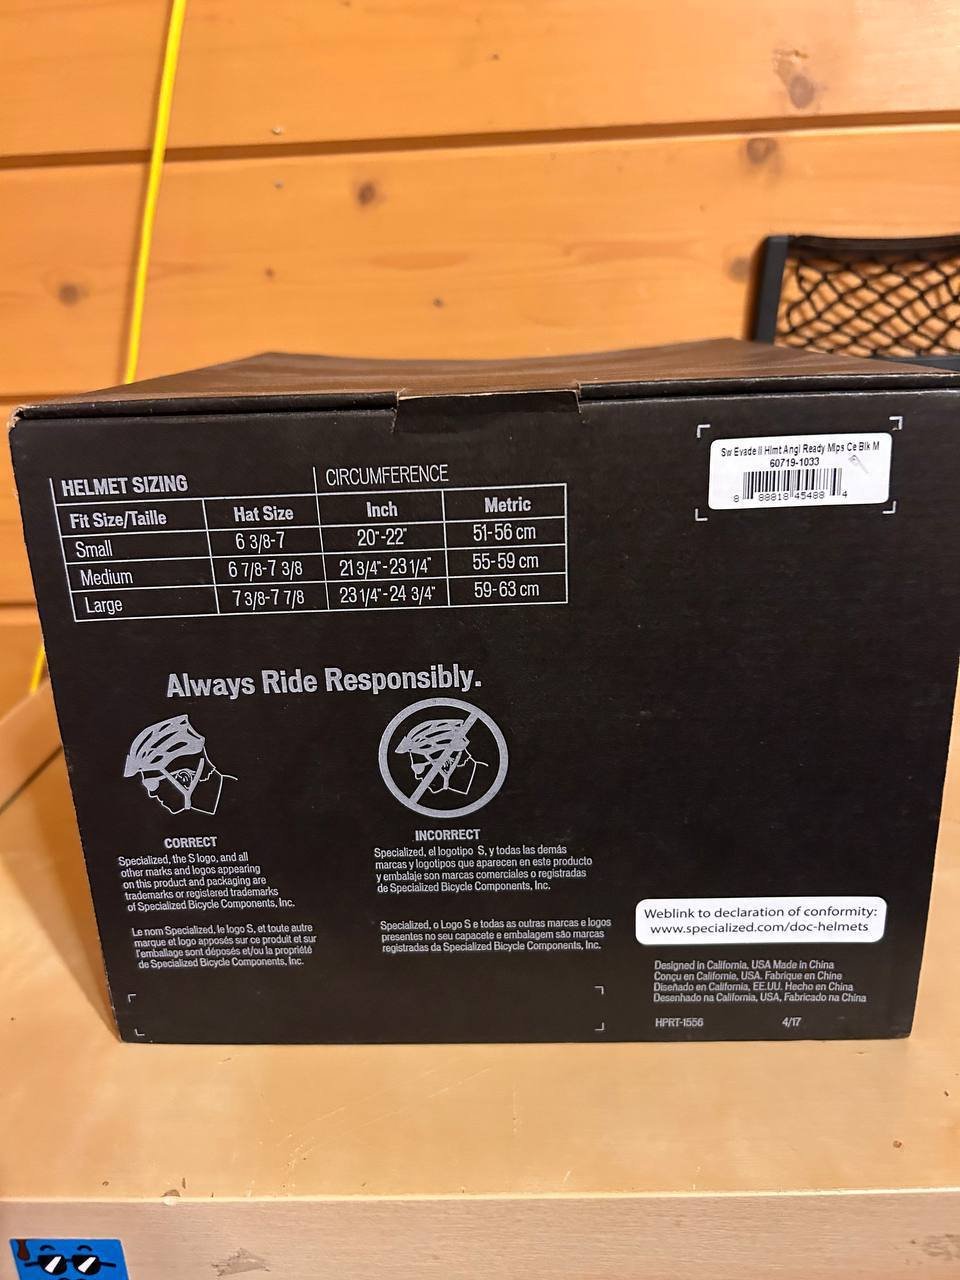 Sw Evade II Hlmt Angi Ready Mips Ce Blk M
60719-1033
8 88818 45488 4
HELMET SIZING CIRCUMFERENCE
Fit Size/Taille Hat Size Inch Metric
Small 6 3/8-7 20"-22" 51-56 cm
Medium 6 7/8-7 3/8 21 3/4"-23 1/4" 55-59 cm
Large 7 3/8-7 7/8 23 1/4"-24 3/4" 59-63 cm
Always Ride Responsibly.
CORRECT
Specialized, the S logo, and all
other marks and logos appearing
on this product and packaging are
trademarks or registered trademarks
of Specialized Bicycle Components, Inc.
Le nom Specialized, le logo S, et toute autre
marque et logo apposés sur ce produit et sur
l'emballage sont déposés et/ou la propriété
de Specialized Bicycle Components, Inc.
INCORRECT
Specialized, el logotipo S, y todas las demás
marcas y logotipos que aparecen en este producto
y embalaje son marcas comerciales o registradas
de Specialized Bicycle Components, Inc.
Specialized, o Logo S e todas as outras marcas e logos
presentes no seu capacete e embalagem são marcas
registradas da Specialized Bicycle Components, Inc.
Weblink to declaration of conformity:
www.specialized.com/doc-helmets
Designed in California, USA Made in China
Conçu en Californie, USA. Fabrique en Chine
Diseñado en California, EE.UU. Hecho en China
Desenhado na California, USA, Fabricado na China
HPRT-1556 4/17